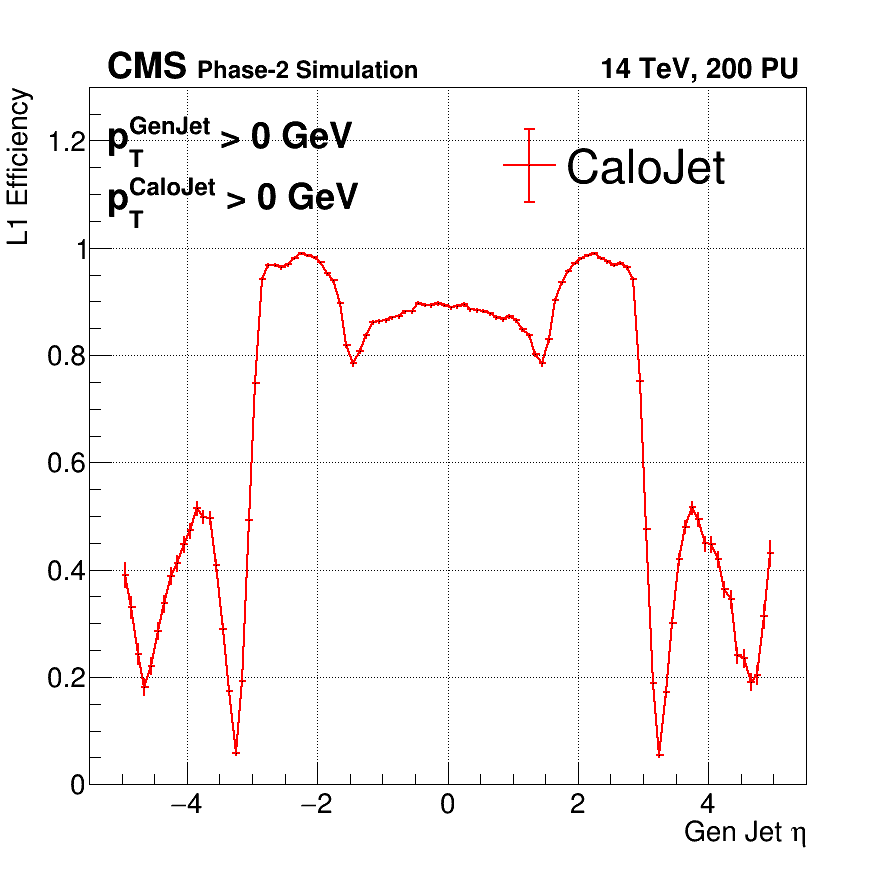 CMS Phase-2 Simulation 14 TeV, 200 PU
L1 Efficiency
p_T^GenJet > 0 GeV
p_T^CaloJet > 0 GeV
CaloJet
1.2
1
0.8
0.6
0.4
0.2
0
−4 −2 0 2 4
Gen Jet η